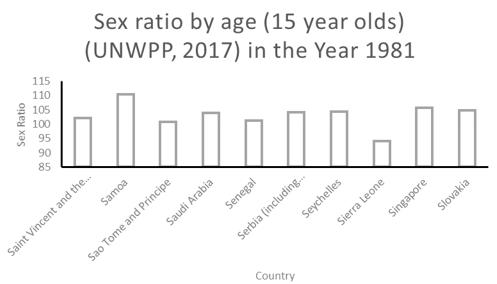 Sex ratio by age (15 year olds)
(UNWPP, 2017) in the Year 1981
115
110
105
100
95
90
85
Sex Ratio
Saint Vincent and the...
Samoa
Sao Tome and Principe
Saudi Arabia
Senegal
Serbia (including...
Seychelles
Sierra Leone
Singapore
Slovakia
Country